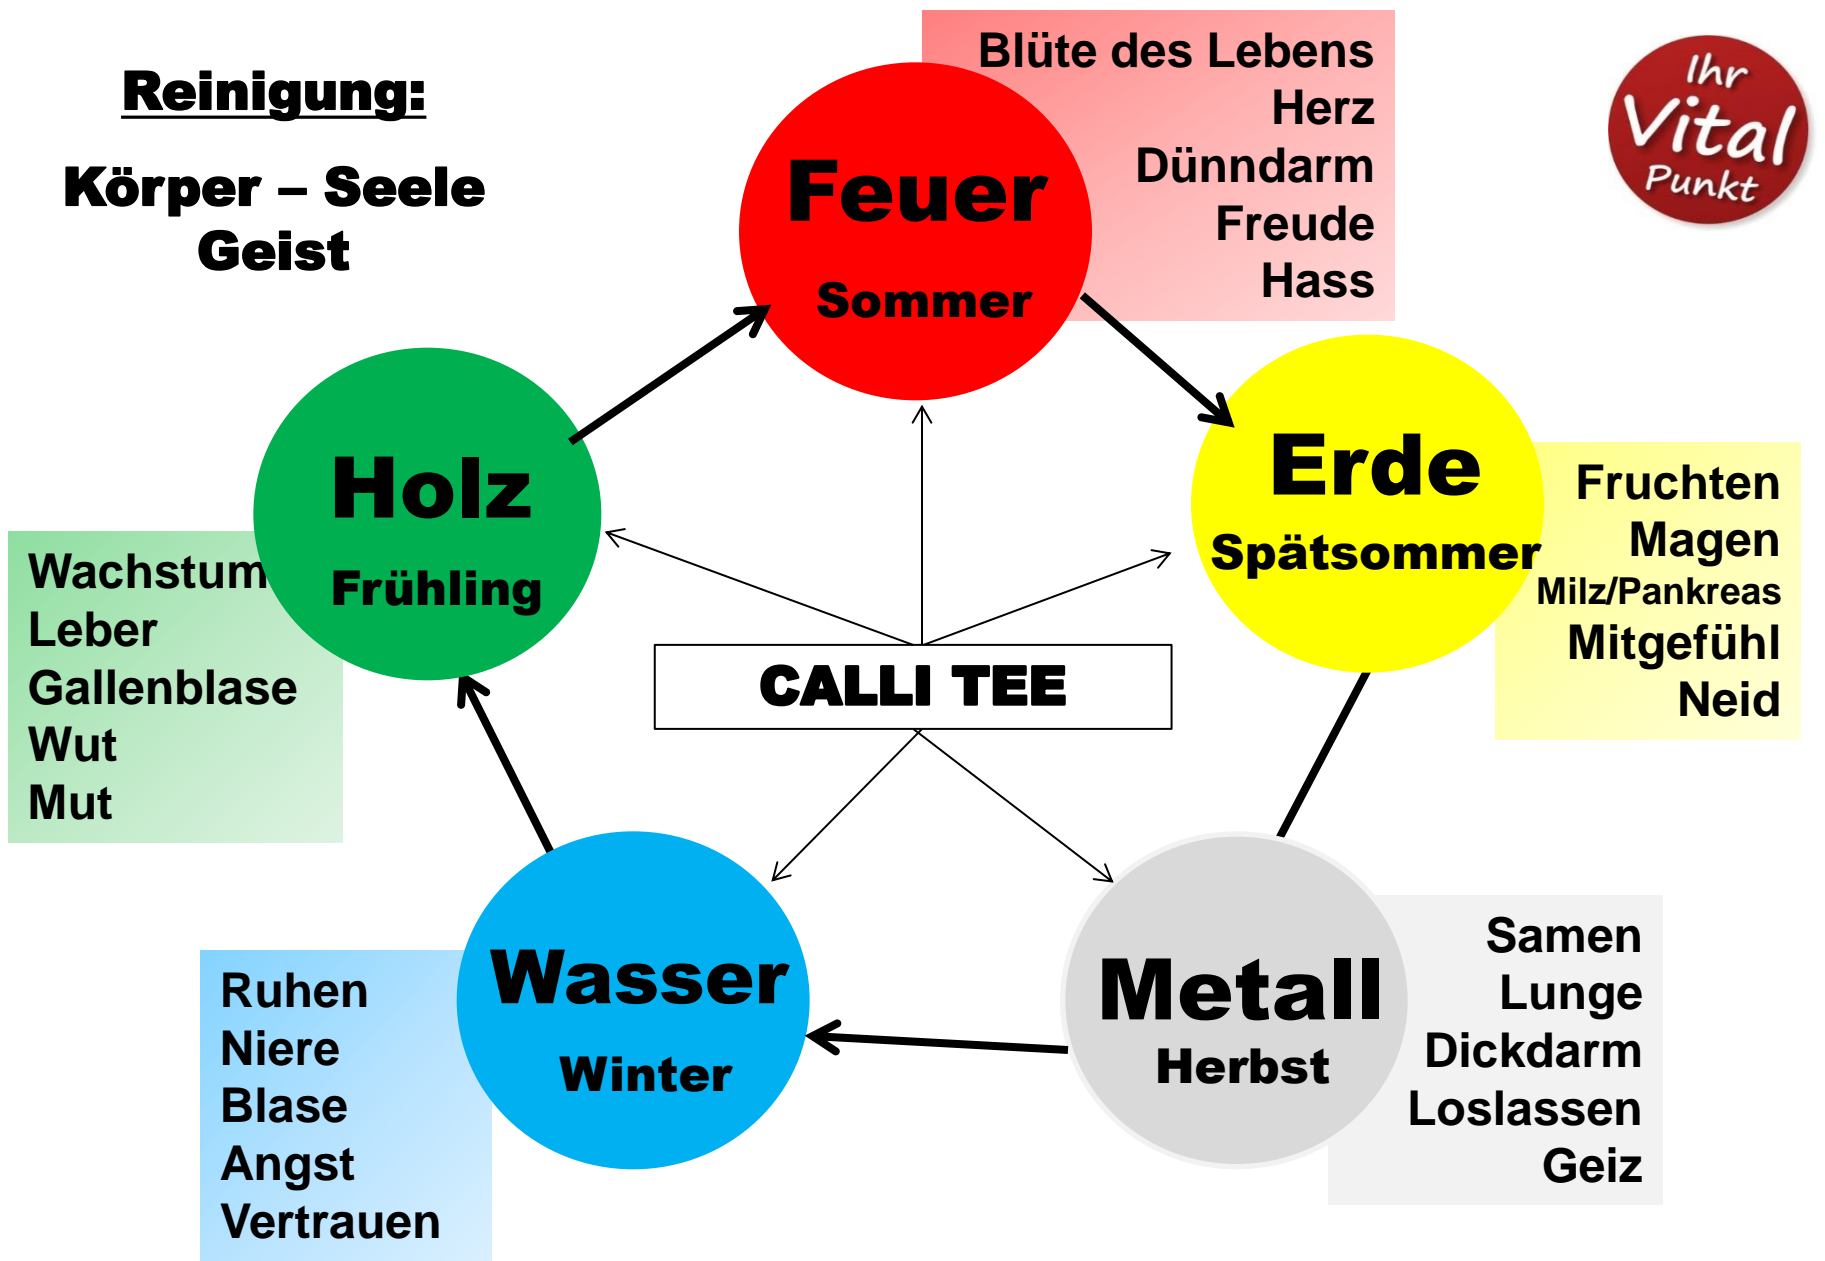 Reinigung:
Körper – Seele
Geist
Feuer
Sommer
Blüte des Lebens
Herz
Dünndarm
Freude
Hass
Ihr
Vital
Punkt
Holz
Frühling
Wachstum
Leber
Gallenblase
Wut
Mut
Erde
Spätsommer
Fruchten
Magen
Milz/Pankreas
Mitgefühl
Neid
CALLI TEE
Wasser
Winter
Ruhen
Niere
Blase
Angst
Vertrauen
Metall
Herbst
Samen
Lunge
Dickdarm
Loslassen
Geiz